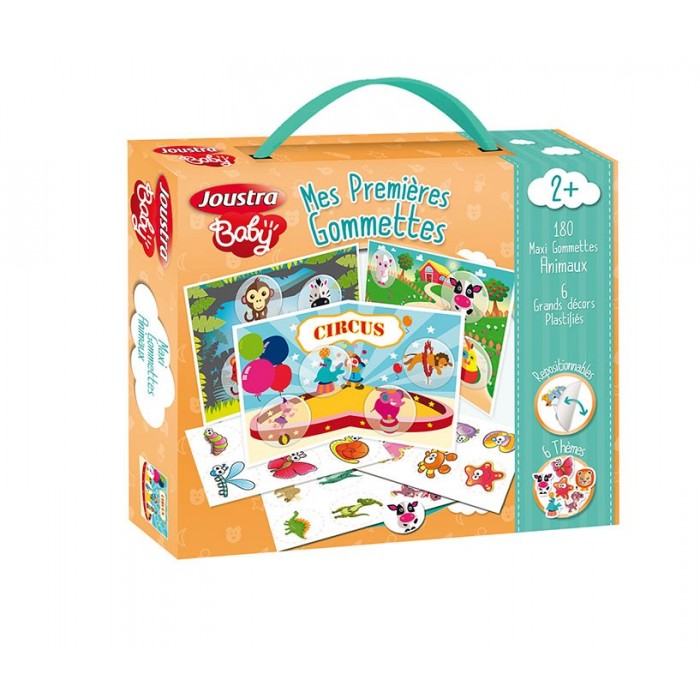 Joustra
Baby
Mes Premières
Gommettes
CIRCUS
2+
180
Maxi Gommettes
Animaux
6
Grands décors
Plastifiés
Repositionnables
6 Thèmes
Joustra
Baby
Maxi
Gommettes
Animaux